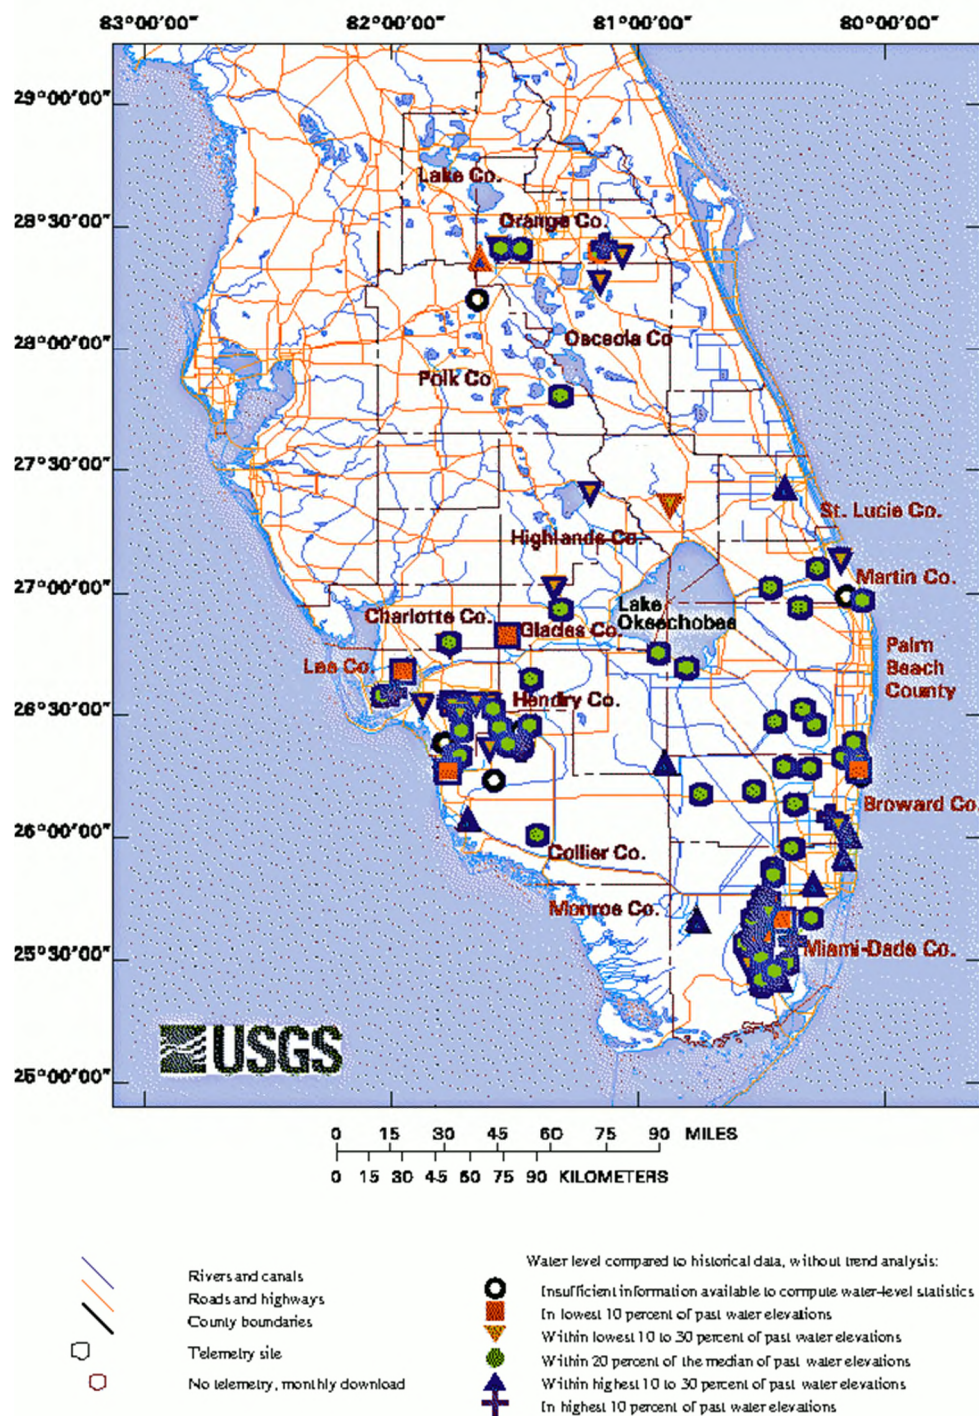 83°00'00" 82°00'00" 81°00'00" 80°00'00"
29°00'00"
Lake Co.
28°30'00"
Orange Co.
28°00'00"
Osceola Co
Polk Co
27°30'00"
St. Lucie Co.
Highlands Co.
27°00'00"
Martin Co.
Charlotte Co.
Glades Co.
Lake
Okeechobee
Palm
Beach
County
Lee Co.
26°30'00"
Hendry Co.
26°00'00"
Broward Co.
Collier Co.
Monroe Co.
25°30'00"
Miami-Dade Co.
USGS
25°00'00"
0 15 30 45 60 75 90 MILES
0 15 30 45 60 75 90 KILOMETERS
Water level compared to historical data, without trend analysis:
Rivers and canals
Roads and highways
County boundaries
Telemetry site
No telemetry, monthly download
Insufficient information available to compute water-level statistics
In lowest 10 percent of past water elevations
Within lowest 10 to 30 percent of past water elevations
Within 20 percent of the median of past water elevations
Within highest 10 to 30 percent of past water elevations
In highest 10 percent of past water elevations